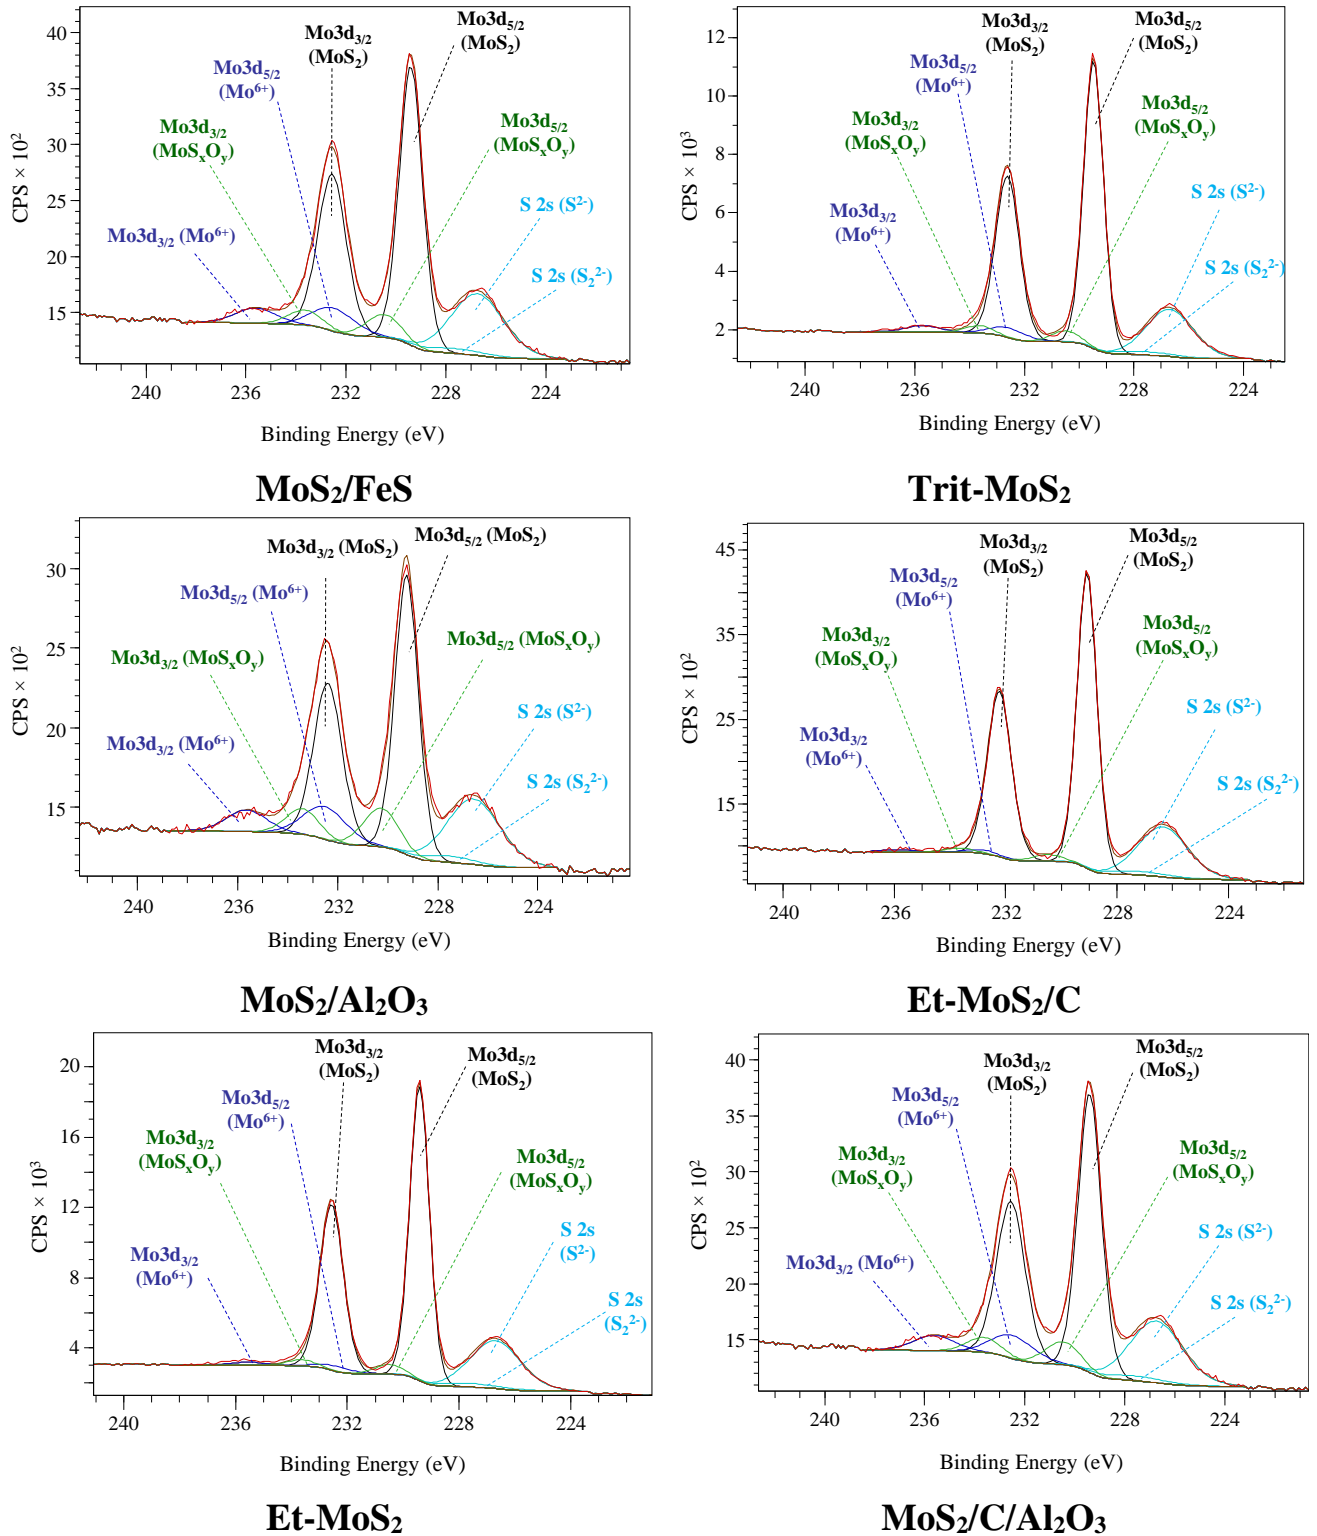 Mo3d3/2
(MoS2)
Mo3d5/2
(MoS2)
Mo3d5/2
(Mo6+)
Mo3d3/2
(MoSxOy)
Mo3d5/2
(MoSxOy)
Mo3d3/2 (Mo6+)
S 2s (S2-)
S 2s (S22-)
CPS × 102
40
35
30
25
20
15
240 236 232 228 224
Binding Energy (eV)
MoS2/FeS
Mo3d3/2
(MoS2)
Mo3d5/2
(MoS2)
Mo3d5/2
(Mo6+)
Mo3d3/2
(MoSxOy)
Mo3d5/2
(MoSxOy)
Mo3d3/2
(Mo6+)
S 2s (S2-)
S 2s (S22-)
CPS × 103
12
10
8
6
4
2
240 236 232 228 224
Binding Energy (eV)
Trit-MoS2
Mo3d3/2 (MoS2)
Mo3d5/2 (MoS2)
Mo3d5/2 (Mo6+)
Mo3d3/2 (MoSxOy)
Mo3d5/2 (MoSxOy)
Mo3d3/2 (Mo6+)
S 2s (S2-)
S 2s (S22-)
CPS × 102
30
25
20
15
240 236 232 228 224
Binding Energy (eV)
MoS2/Al2O3
Mo3d3/2
(MoS2)
Mo3d5/2
(MoS2)
Mo3d5/2
(Mo6+)
Mo3d3/2
(MoSxOy)
Mo3d5/2
(MoSxOy)
Mo3d3/2
(Mo6+)
S 2s (S2-)
S 2s (S22-)
CPS × 102
45
35
25
15
240 236 232 228 224
Binding Energy (eV)
Et-MoS2/C
Mo3d3/2
(MoS2)
Mo3d5/2
(MoS2)
Mo3d5/2
(Mo6+)
Mo3d3/2
(MoSxOy)
Mo3d5/2
(MoSxOy)
Mo3d3/2
(Mo6+)
S 2s
(S2-)
S 2s
(S22-)
CPS × 103
20
16
12
8
4
240 236 232 228 224
Binding Energy (eV)
Et-MoS2
Mo3d3/2
(MoS2)
Mo3d5/2
(MoS2)
Mo3d5/2
(Mo6+)
Mo3d3/2
(MoSxOy)
Mo3d5/2
(MoSxOy)
Mo3d3/2 (Mo6+)
S 2s (S2-)
S 2s (S22-)
CPS × 102
40
35
30
25
20
15
240 236 232 228 224
Binding Energy (eV)
MoS2/C/Al2O3